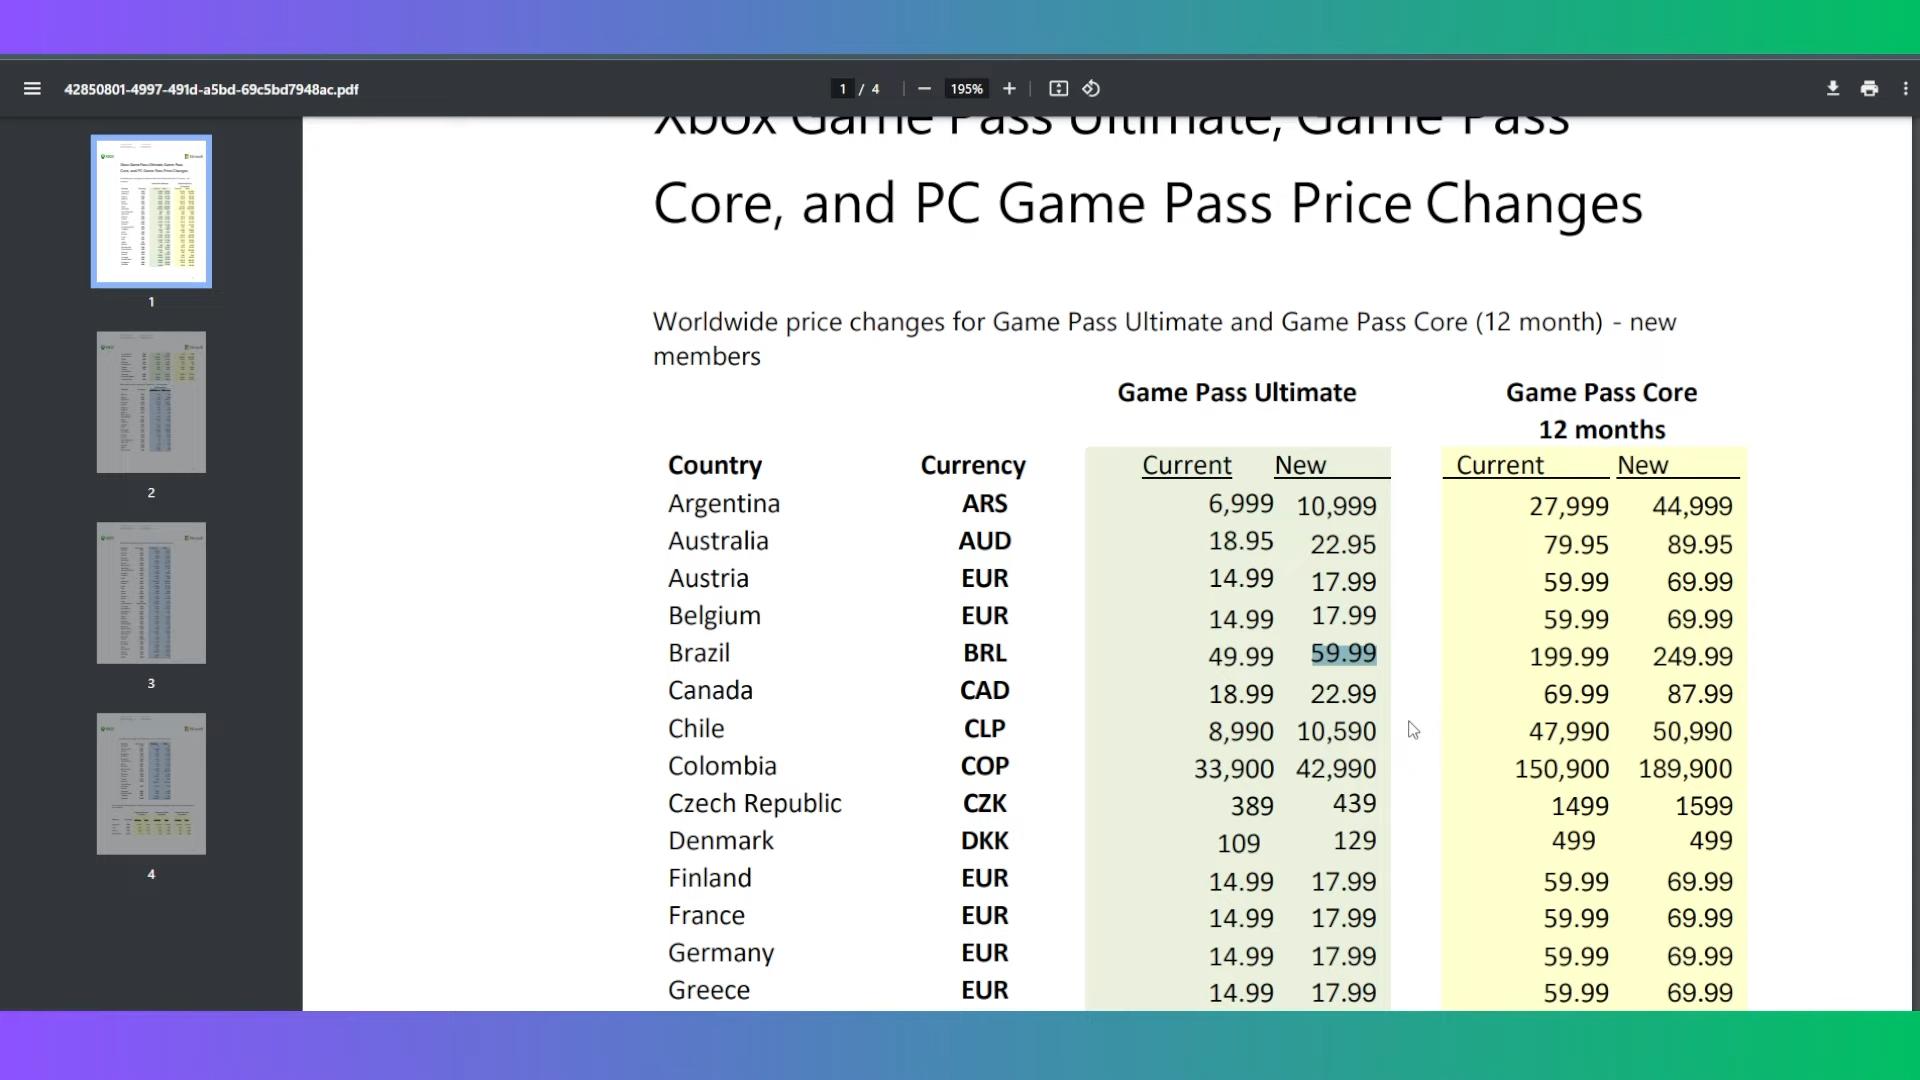 42850801-4997-491d-a5bd-69c5bd7948ac.pdf
1 / 4
195%
Xbox Game Pass Ultimate, Game Pass
Core, and PC Game Pass Price Changes
Worldwide price changes for Game Pass Ultimate and Game Pass Core (12 month) - new
members
Game Pass Ultimate Game Pass Core
12 months
Country Currency Current New Current New
Argentina ARS 6,999 10,999 27,999 44,999
Australia AUD 18.95 22.95 79.95 89.95
Austria EUR 14.99 17.99 59.99 69.99
Belgium EUR 14.99 17.99 59.99 69.99
Brazil BRL 49.99 59.99 199.99 249.99
Canada CAD 18.99 22.99 69.99 87.99
Chile CLP 8,990 10,590 47,990 50,990
Colombia COP 33,900 42,990 150,900 189,900
Czech Republic CZK 389 439 1499 1599
Denmark DKK 109 129 499 499
Finland EUR 14.99 17.99 59.99 69.99
France EUR 14.99 17.99 59.99 69.99
Germany EUR 14.99 17.99 59.99 69.99
Greece EUR 14.99 17.99 59.99 69.99
1
2
3
4